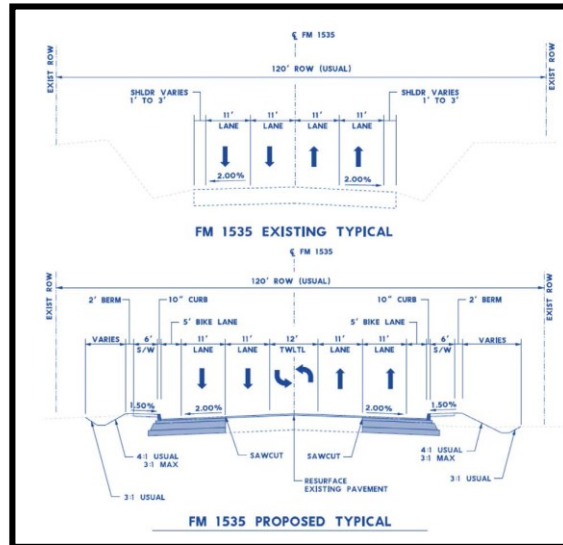 ℄ FM 1535
EXIST ROW
EXIST ROW
120' ROW (USUAL)
SHLDR VARIES
1' TO 3'
SHLDR VARIES
1' TO 3'
11'
LANE
11'
LANE
11'
LANE
11'
LANE
2.00%
2.00%
FM 1535 EXISTING TYPICAL
℄ FM 1535
EXIST ROW
EXIST ROW
120' ROW (USUAL)
2' BERM
10" CURB
10" CURB
2' BERM
5' BIKE LANE
5' BIKE LANE
VARIES
6'
S/W
11'
LANE
11'
LANE
12'
TWLTL
11'
LANE
11'
LANE
6'
S/W
VARIES
1.50%
2.00%
2.00%
1.50%
4:1 USUAL
3:1 MAX
3:1 USUAL
SAWCUT
SAWCUT
RESURFACE
EXISTING PAVEMENT
4:1 USUAL
3:1 MAX
3:1 USUAL
FM 1535 PROPOSED TYPICAL